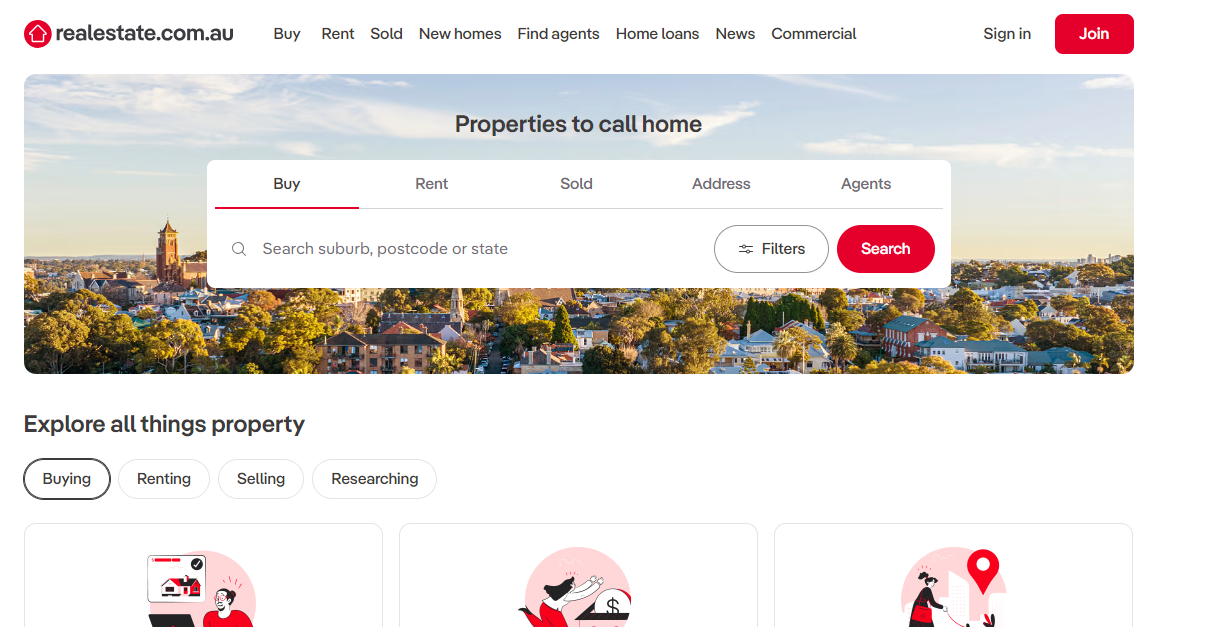 realestate.com.au Buy Rent Sold New homes Find agents Home loans News Commercial Sign in Join
Properties to call home
Buy Rent Sold Address Agents
Search suburb, postcode or state Filters Search
Explore all things property
Buying Renting Selling Researching
$